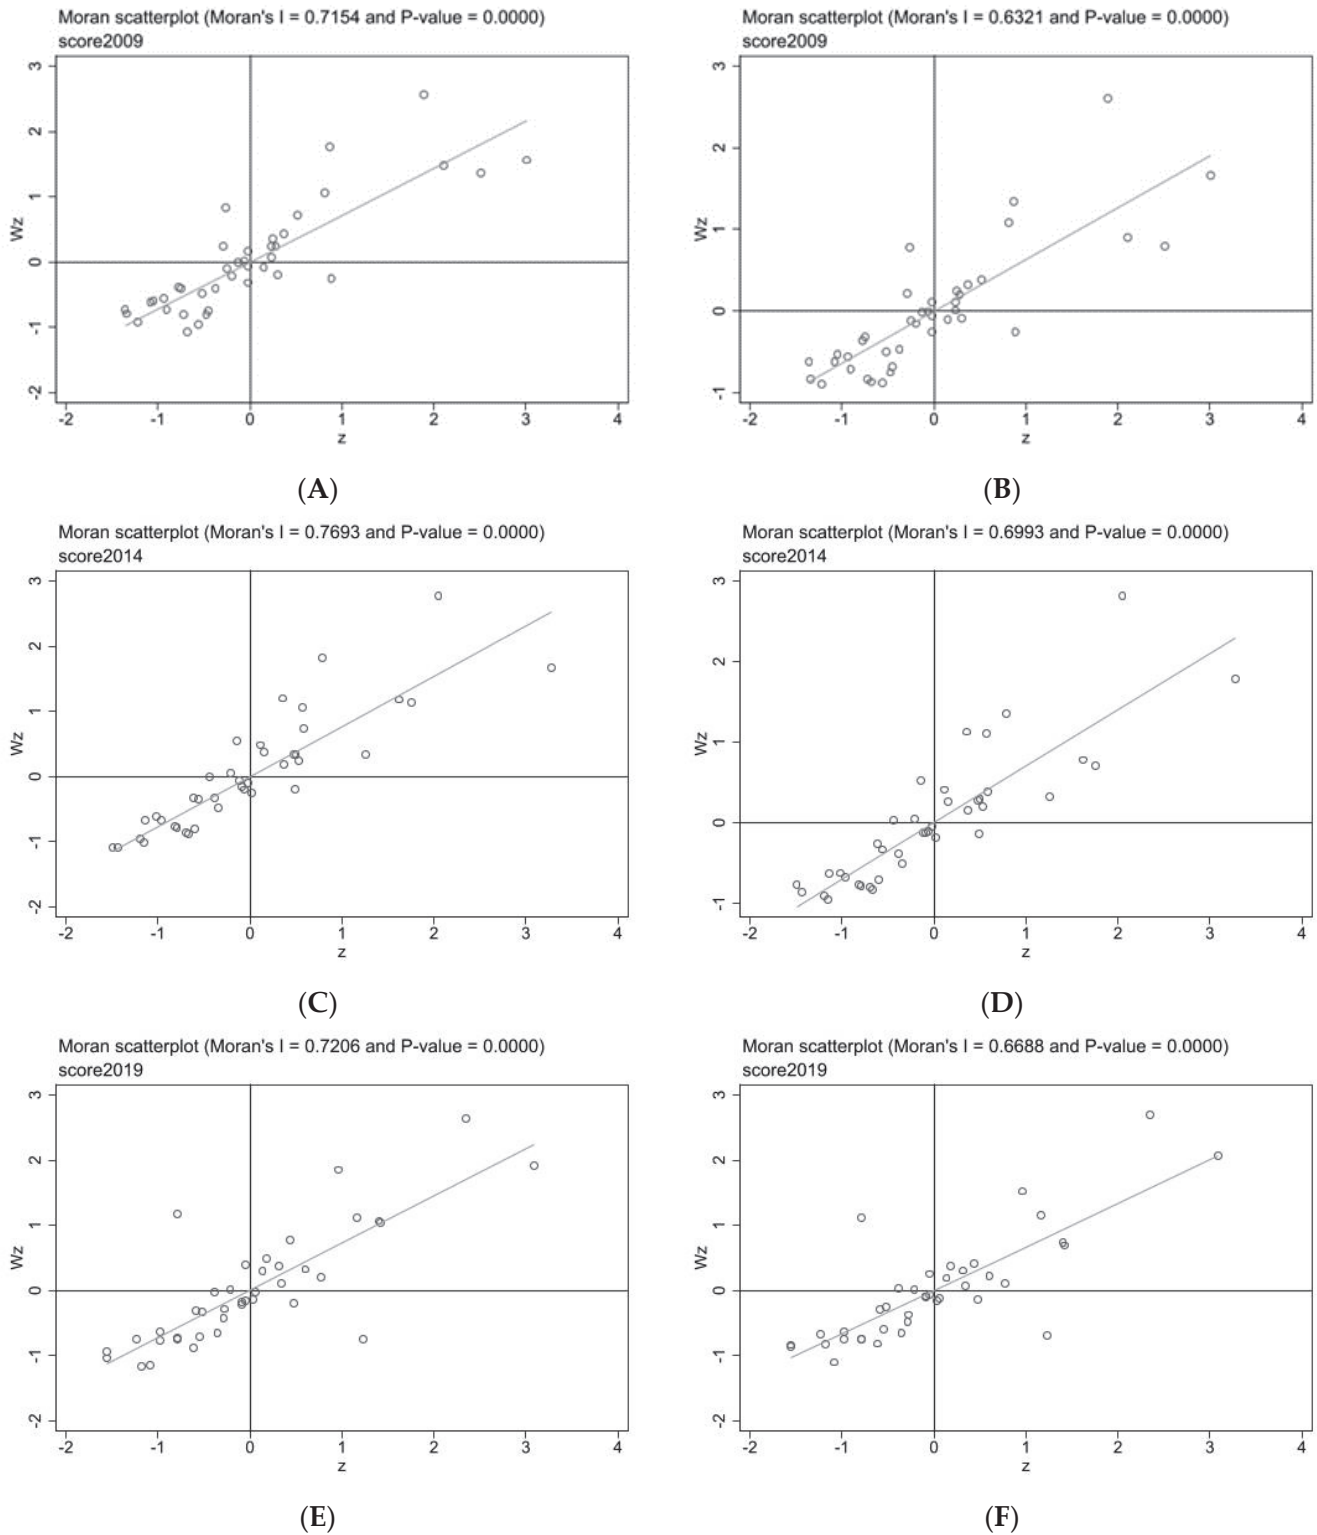 Moran scatterplot (Moran's I = 0.7154 and P-value = 0.0000)
score2009
3
2
1
0
-1
-2
Wz
-2 -1 0 1 2 3 4
z
(A)
Moran scatterplot (Moran's I = 0.6321 and P-value = 0.0000)
score2009
3
2
1
0
-1
Wz
-2 -1 0 1 2 3 4
z
(B)
Moran scatterplot (Moran's I = 0.7693 and P-value = 0.0000)
score2014
3
2
1
0
-1
-2
Wz
-2 -1 0 1 2 3 4
z
(C)
Moran scatterplot (Moran's I = 0.6993 and P-value = 0.0000)
score2014
3
2
1
0
-1
Wz
-2 -1 0 1 2 3 4
z
(D)
Moran scatterplot (Moran's I = 0.7206 and P-value = 0.0000)
score2019
3
2
1
0
-1
-2
Wz
-2 -1 0 1 2 3 4
z
(E)
Moran scatterplot (Moran's I = 0.6688 and P-value = 0.0000)
score2019
3
2
1
0
-1
-2
Wz
-2 -1 0 1 2 3 4
z
(F)